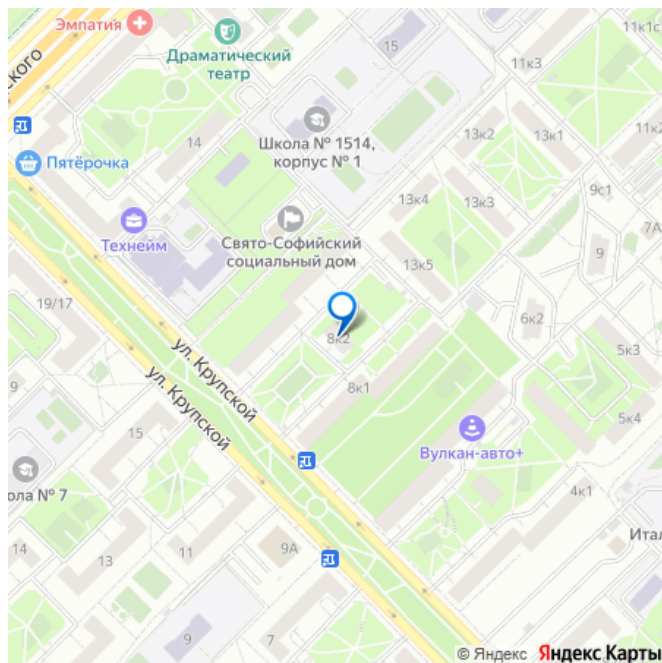 Эмпатия
Драматический
театр
15
11к1с
11к3
ского
14
Школа № 1514,
корпус № 1
13к2
13к1
Пятёрочка
13к4
13к3
9с1
7А
Технейм
Свято-Софийский
социальный дом
13к5
9
19/17
8к2
6к2
5к3
ул. Крупской
ул. Крупской
9
8к1
5к4
15
Вулкан-авто+
ола № 7
4к1
14
13
11
9А
Итал
9
7
© Яндекс Яндекс Карты